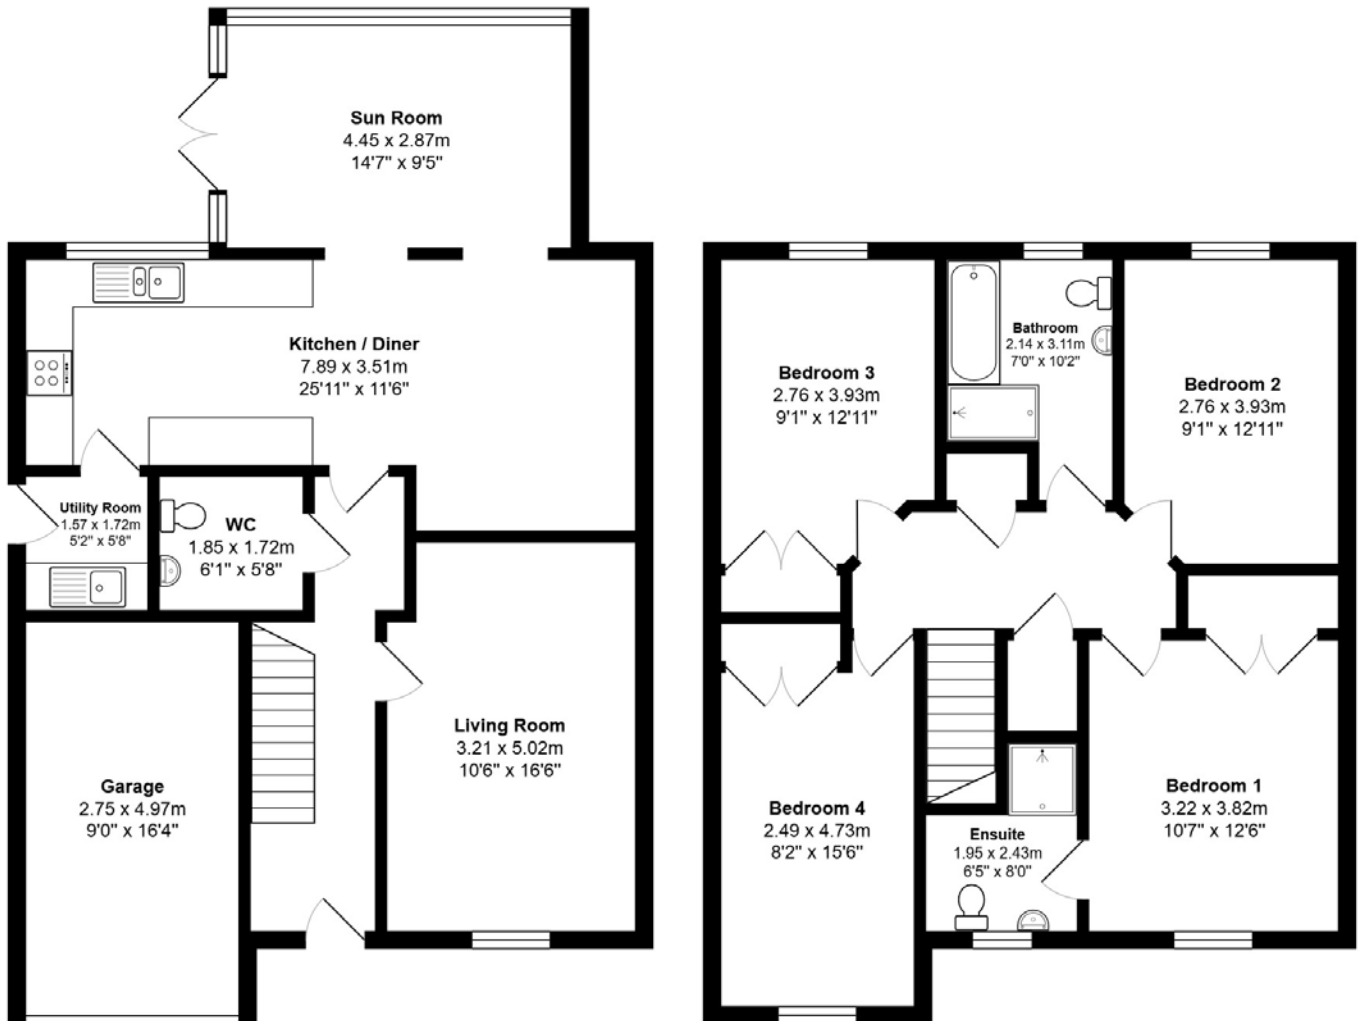 Sun Room
4.45 x 2.87m
14'7" x 9'5"
Kitchen / Diner
7.89 x 3.51m
25'11" x 11'6"
Utility Room
1.57 x 1.72m
5'2" x 5'8"
WC
1.85 x 1.72m
6'1" x 5'8"
Living Room
3.21 x 5.02m
10'6" x 16'6"
Garage
2.75 x 4.97m
9'0" x 16'4"
Bedroom 3
2.76 x 3.93m
9'1" x 12'11"
Bathroom
2.14 x 3.11m
7'0" x 10'2"
Bedroom 2
2.76 x 3.93m
9'1" x 12'11"
Bedroom 4
2.49 x 4.73m
8'2" x 15'6"
Ensuite
1.95 x 2.43m
6'5" x 8'0"
Bedroom 1
3.22 x 3.82m
10'7" x 12'6"